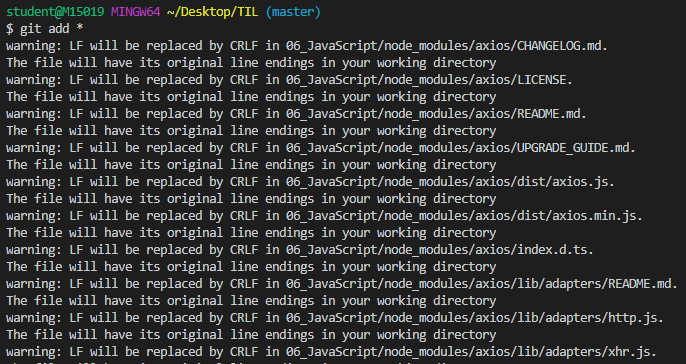 student@M15019 MINGW64 ~/Desktop/TIL (master)
$ git add *
warning: LF will be replaced by CRLF in 06_JavaScript/node_modules/axios/CHANGELOG.md.
The file will have its original line endings in your working directory
warning: LF will be replaced by CRLF in 06_JavaScript/node_modules/axios/LICENSE.
The file will have its original line endings in your working directory
warning: LF will be replaced by CRLF in 06_JavaScript/node_modules/axios/README.md.
The file will have its original line endings in your working directory
warning: LF will be replaced by CRLF in 06_JavaScript/node_modules/axios/UPGRADE_GUIDE.md.
The file will have its original line endings in your working directory
warning: LF will be replaced by CRLF in 06_JavaScript/node_modules/axios/dist/axios.js.
The file will have its original line endings in your working directory
warning: LF will be replaced by CRLF in 06_JavaScript/node_modules/axios/dist/axios.min.js.
The file will have its original line endings in your working directory
warning: LF will be replaced by CRLF in 06_JavaScript/node_modules/axios/index.d.ts.
The file will have its original line endings in your working directory
warning: LF will be replaced by CRLF in 06_JavaScript/node_modules/axios/lib/adapters/README.md.
The file will have its original line endings in your working directory
warning: LF will be replaced by CRLF in 06_JavaScript/node_modules/axios/lib/adapters/http.js.
The file will have its original line endings in your working directory
warning: LF will be replaced by CRLF in 06_JavaScript/node_modules/axios/lib/adapters/xhr.js.